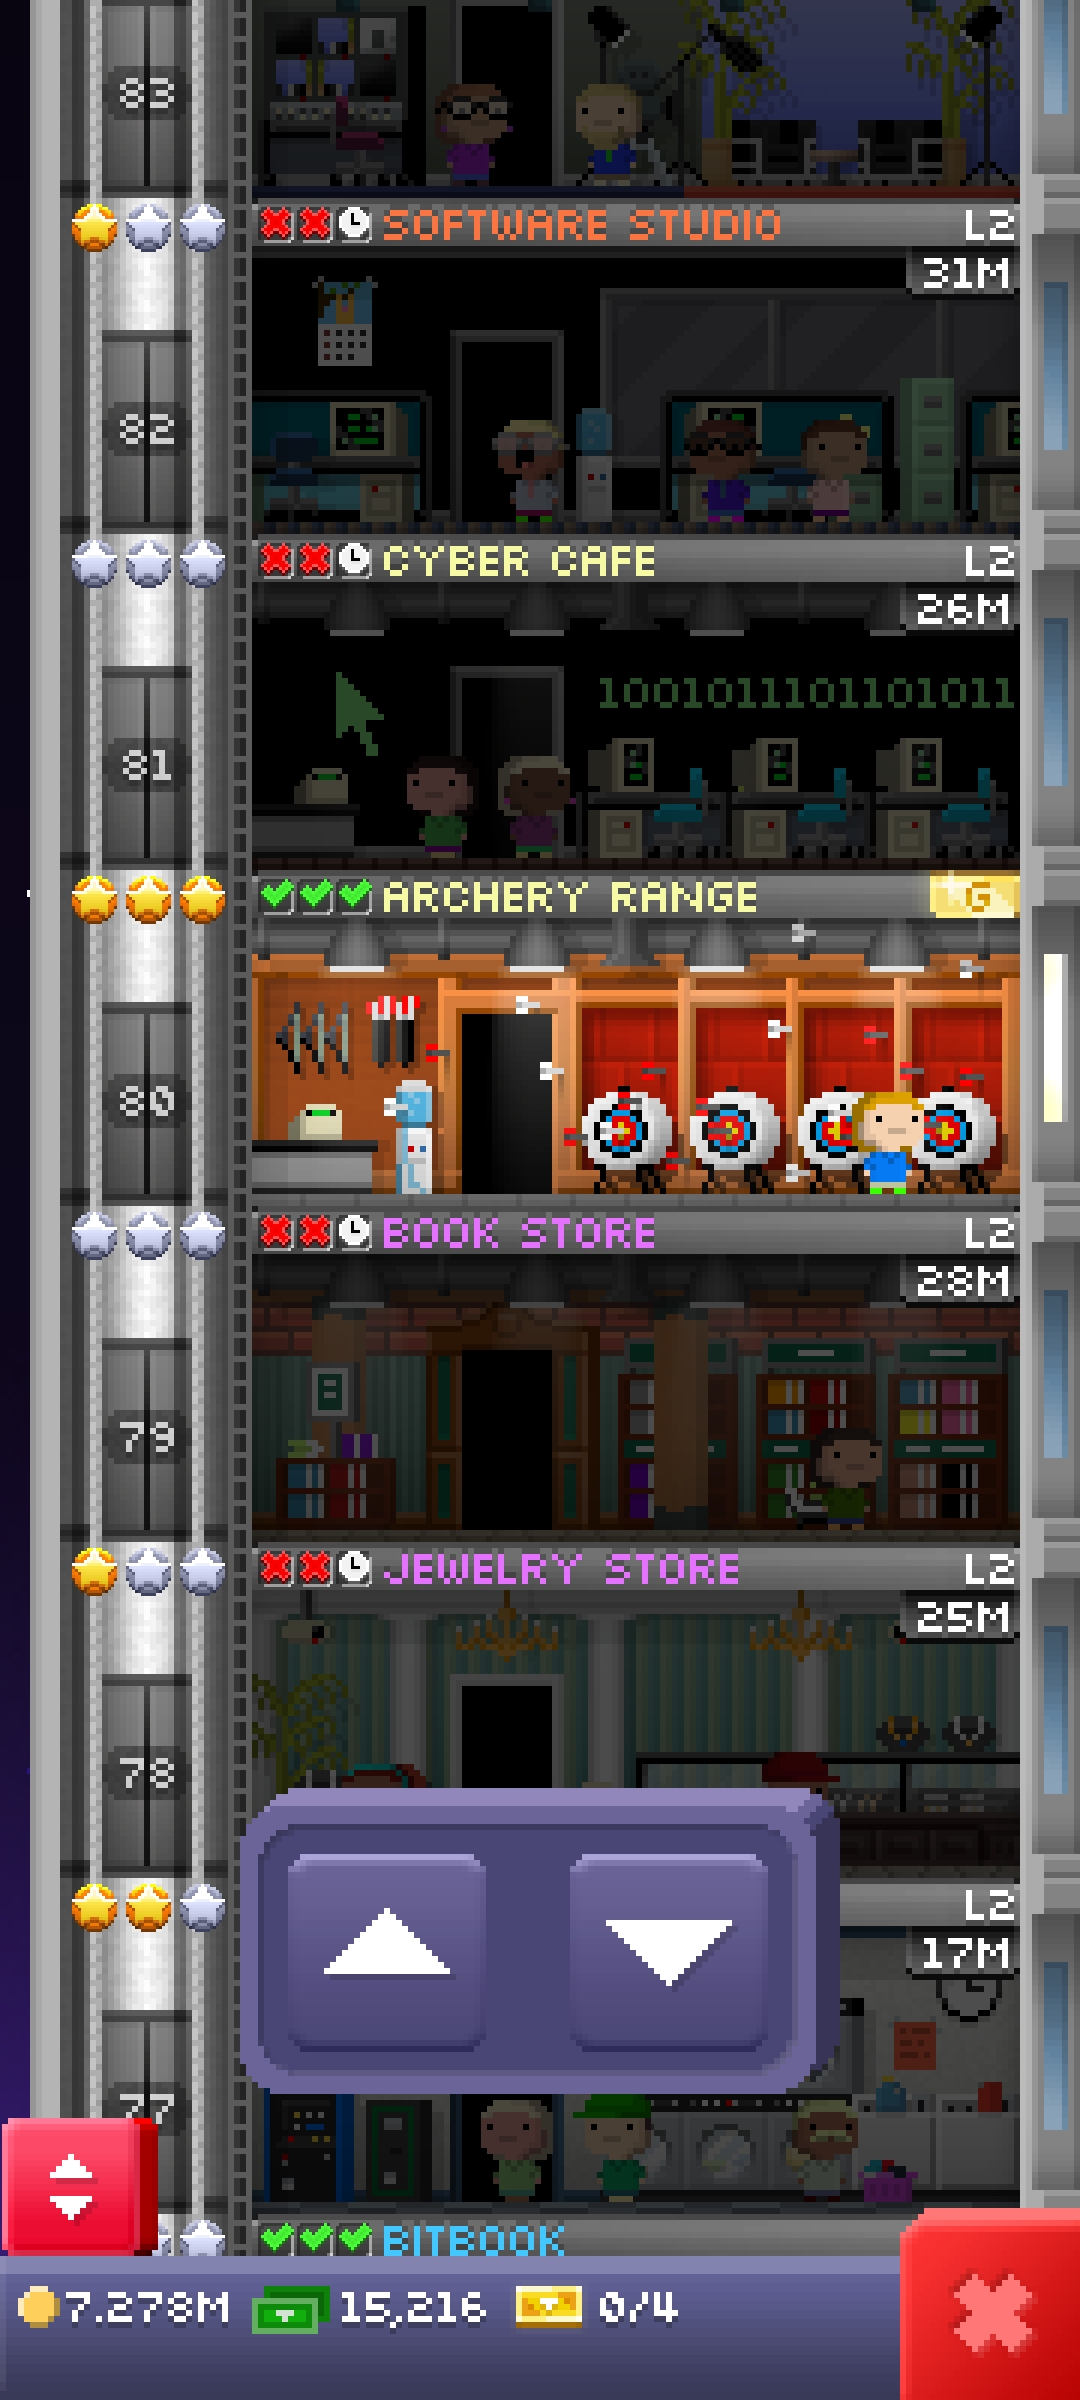 83
SOFTWARE STUDIO L2
31M
82
CYBER CAFE L2
26M
1001011101101011
81
ARCHERY RANGE G
80
BOOK STORE L2
28M
79
JEWELRY STORE L2
25M
78
L2
17M
77
BITBOOK
7.278M 15,216 0/4